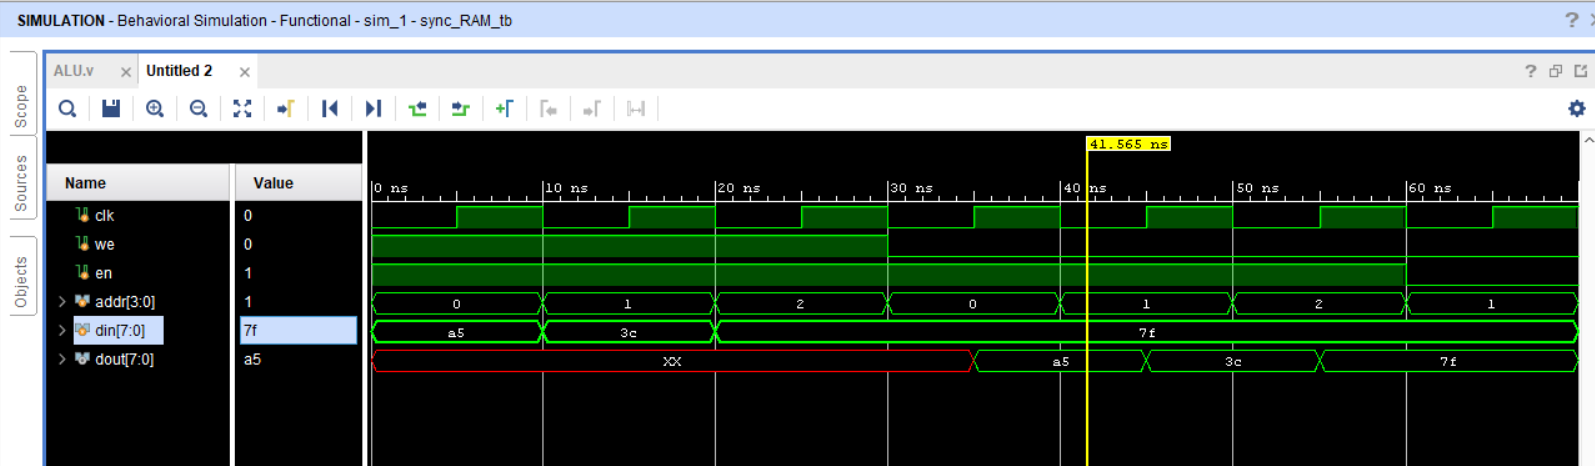 SIMULATION - Behavioral Simulation - Functional - sim_1 - sync_RAM_tb ?
Scope
Sources
Objects
ALU.v × Untitled 2 × ?
41.565 ns
Name Value 0 ns 10 ns 20 ns 30 ns 40 ns 50 ns 60 ns
clk 0
we 0
en 1
addr[3:0] 1 0 1 2 0 1 2 1
din[7:0] 7f a5 3c 7f
dout[7:0] a5 XX a5 3c 7f